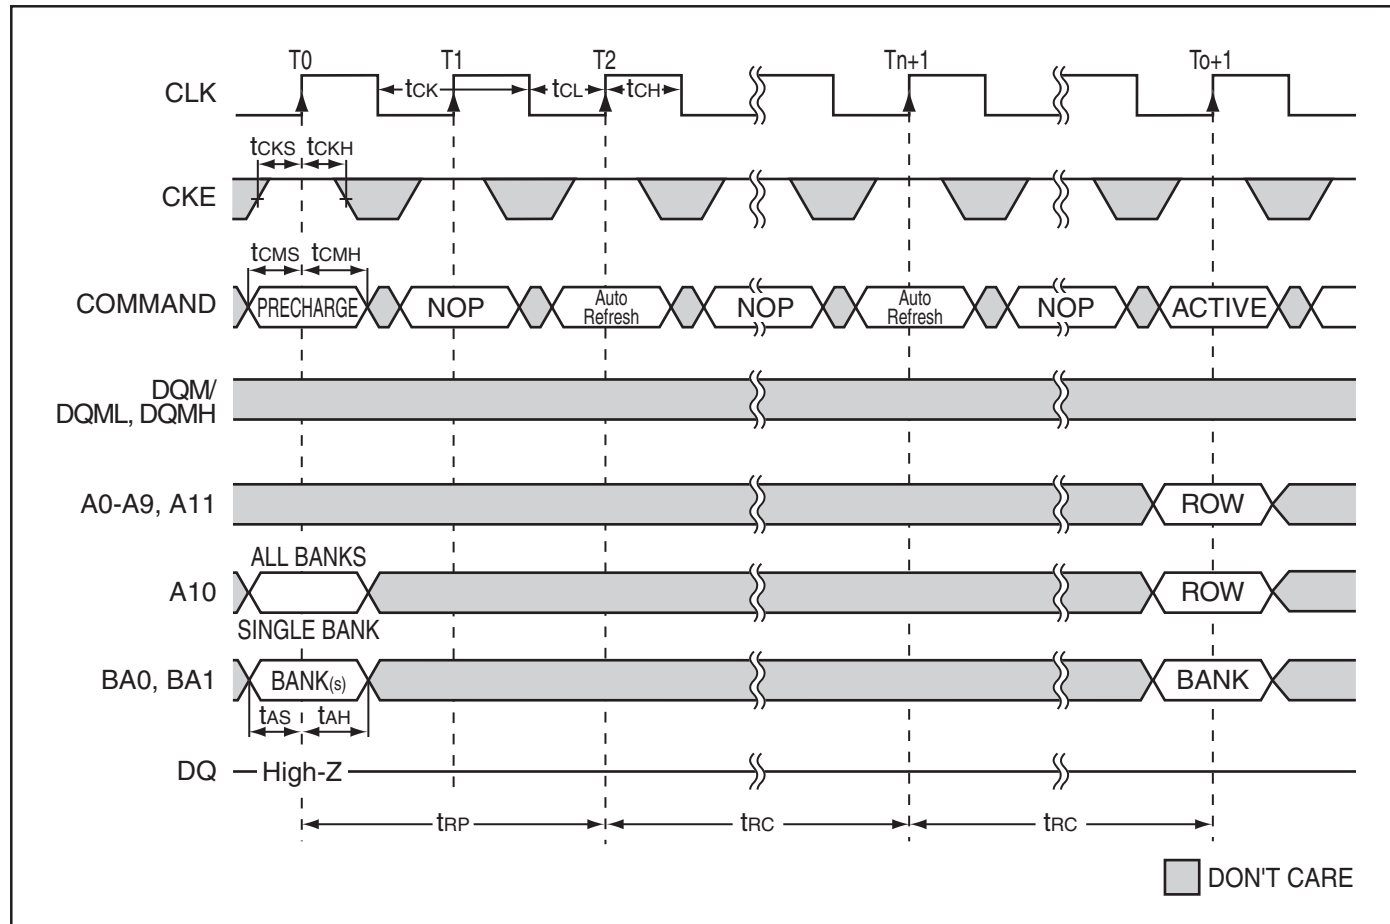 T0 T1 T2 Tn+1 To+1
CLK tCK tCL tCH
tCKS tCKH
CKE
tCMS tCMH
COMMAND PRECHARGE NOP Auto Refresh NOP Auto Refresh NOP ACTIVE
DQM/
DQML, DQMH
A0-A9, A11 ROW
ALL BANKS
A10 ROW
SINGLE BANK
BA0, BA1 BANK(s) BANK
tAS tAH
DQ High-Z
tRP tRC tRC
DON'T CARE